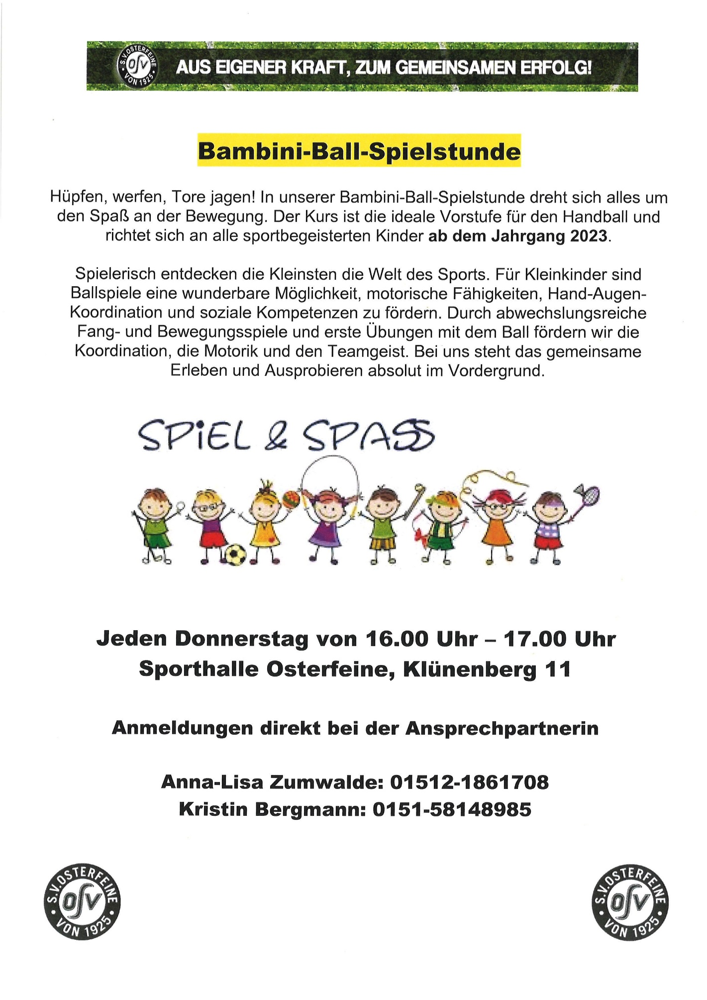 S.V. OSTERFEINE
OSV
VON 1925
AUS EIGENER KRAFT, ZUM GEMEINSAMEN ERFOLG!
Bambini-Ball-Spielstunde
Hüpfen, werfen, Tore jagen! In unserer Bambini-Ball-Spielstunde dreht sich alles um
den Spaß an der Bewegung. Der Kurs ist die ideale Vorstufe für den Handball und
richtet sich an alle sportbegeisterten Kinder ab dem Jahrgang 2023.
Spielerisch entdecken die Kleinsten die Welt des Sports. Für Kleinkinder sind
Ballspiele eine wunderbare Möglichkeit, motorische Fähigkeiten, Hand-Augen-
Koordination und soziale Kompetenzen zu fördern. Durch abwechslungsreiche
Fang- und Bewegungsspiele und erste Übungen mit dem Ball fördern wir die
Koordination, die Motorik und den Teamgeist. Bei uns steht das gemeinsame
Erleben und Ausprobieren absolut im Vordergrund.
SPiEL & SPASS
Jeden Donnerstag von 16.00 Uhr – 17.00 Uhr
Sporthalle Osterfeine, Klünenberg 11
Anmeldungen direkt bei der Ansprechpartnerin
Anna-Lisa Zumwalde: 01512-1861708
Kristin Bergmann: 0151-58148985
S.V. OSTERFEINE
OSV
VON 1925
S.V. OSTERFEINE
OSV
VON 1925